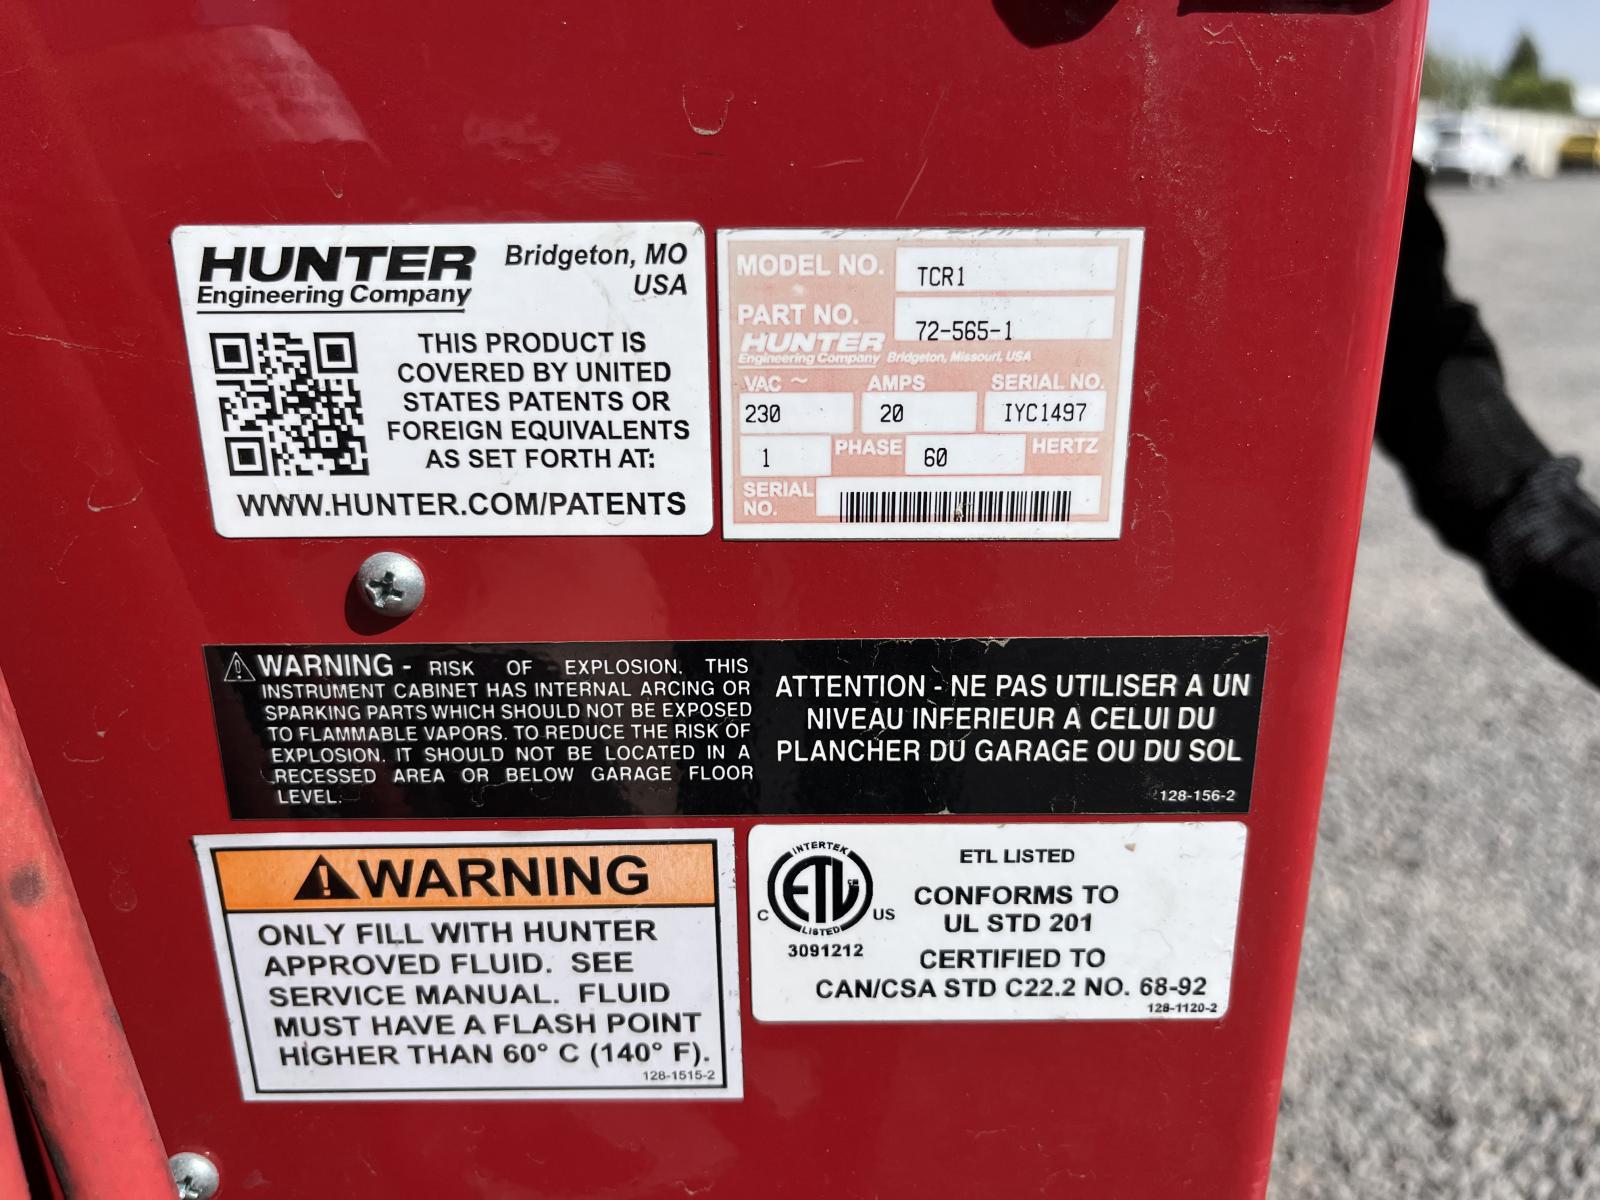 HUNTER
Engineering Company
Bridgeton, MO
USA
THIS PRODUCT IS
COVERED BY UNITED
STATES PATENTS OR
FOREIGN EQUIVALENTS
AS SET FORTH AT:
WWW.HUNTER.COM/PATENTS
MODEL NO. TCR1
PART NO. 72-565-1
HUNTER
Engineering Company Bridgeton, Missouri, USA
VAC ~ AMPS SERIAL NO.
230 20 IYC1497
1 PHASE 60 HERTZ
SERIAL
NO.
WARNING - RISK OF EXPLOSION. THIS
INSTRUMENT CABINET HAS INTERNAL ARCING OR
SPARKING PARTS WHICH SHOULD NOT BE EXPOSED
TO FLAMMABLE VAPORS. TO REDUCE THE RISK OF
EXPLOSION, IT SHOULD NOT BE LOCATED IN A
RECESSED AREA OR BELOW GARAGE FLOOR
LEVEL.
ATTENTION - NE PAS UTILISER A UN
NIVEAU INFERIEUR A CELUI DU
PLANCHER DU GARAGE OU DU SOL
128-156-2
WARNING
ONLY FILL WITH HUNTER
APPROVED FLUID. SEE
SERVICE MANUAL. FLUID
MUST HAVE A FLASH POINT
HIGHER THAN 60° C (140° F).
128-1515-2
INTERTEK
ETL
C US
LISTED
3091212
ETL LISTED
CONFORMS TO
UL STD 201
CERTIFIED TO
CAN/CSA STD C22.2 NO. 68-92
128-1120-2